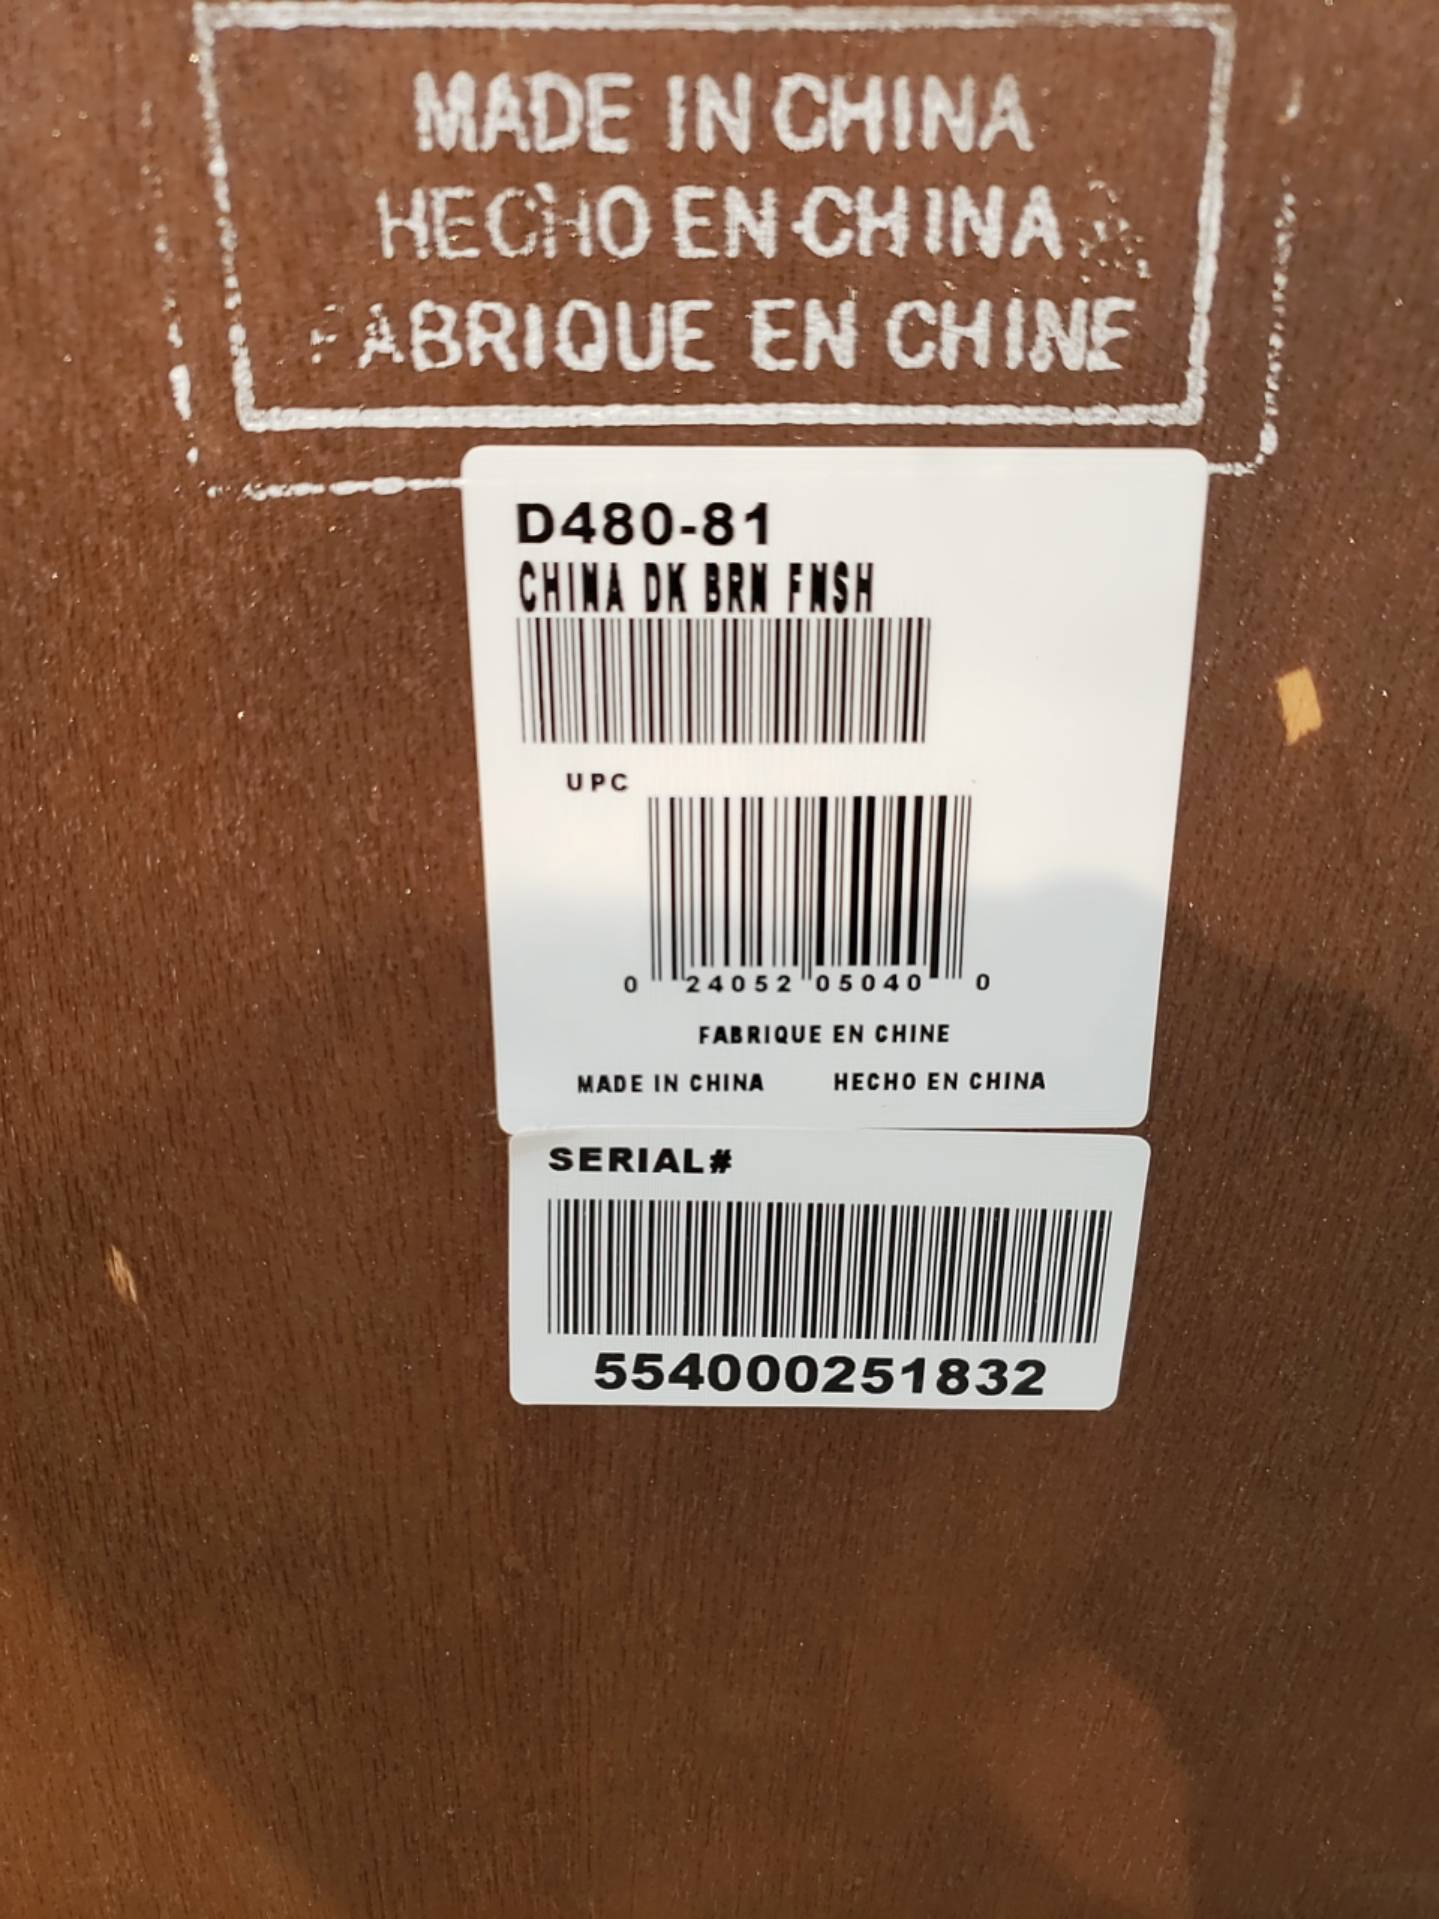 MADE IN CHINA
HECHO EN CHINA
FABRIQUE EN CHINE
D480-81
CHINA DK BRN FNSH
UPC
0 24052 05040 0
FABRIQUE EN CHINE
MADE IN CHINA HECHO EN CHINA
SERIAL#
554000251832